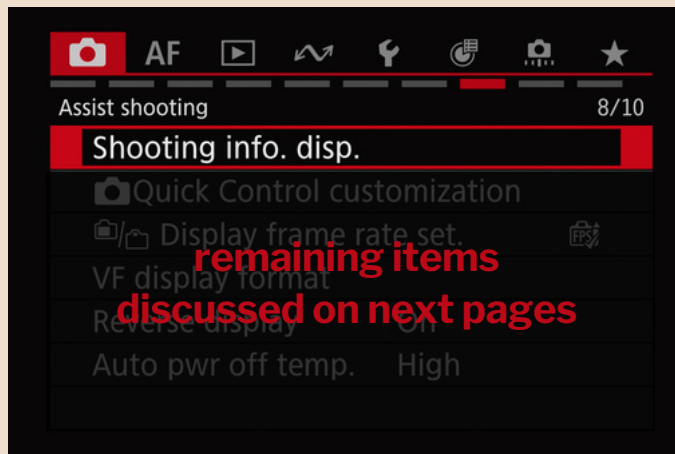 AF
Assist shooting 8/10
Shooting info. disp.
Quick Control customization
Display frame rate set. FPS
VF display format
remaining items
Reverse display On
discussed on next pages
Auto pwr off temp. High